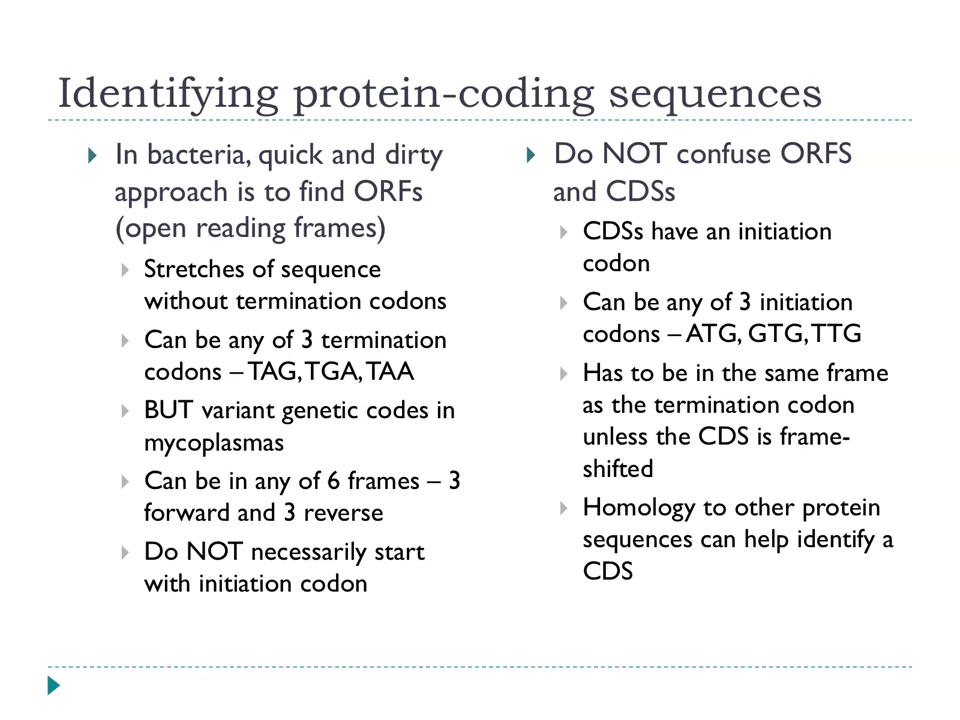 Identifying protein-coding sequences
In bacteria, quick and dirty
approach is to find ORFs
(open reading frames)
Stretches of sequence
without termination codons
Can be any of 3 termination
codons – TAG, TGA, TAA
BUT variant genetic codes in
mycoplasmas
Can be in any of 6 frames – 3
forward and 3 reverse
Do NOT necessarily start
with initiation codon
Do NOT confuse ORFS
and CDSs
CDSs have an initiation
codon
Can be any of 3 initiation
codons – ATG, GTG, TTG
Has to be in the same frame
as the termination codon
unless the CDS is frame-
shifted
Homology to other protein
sequences can help identify a
CDS